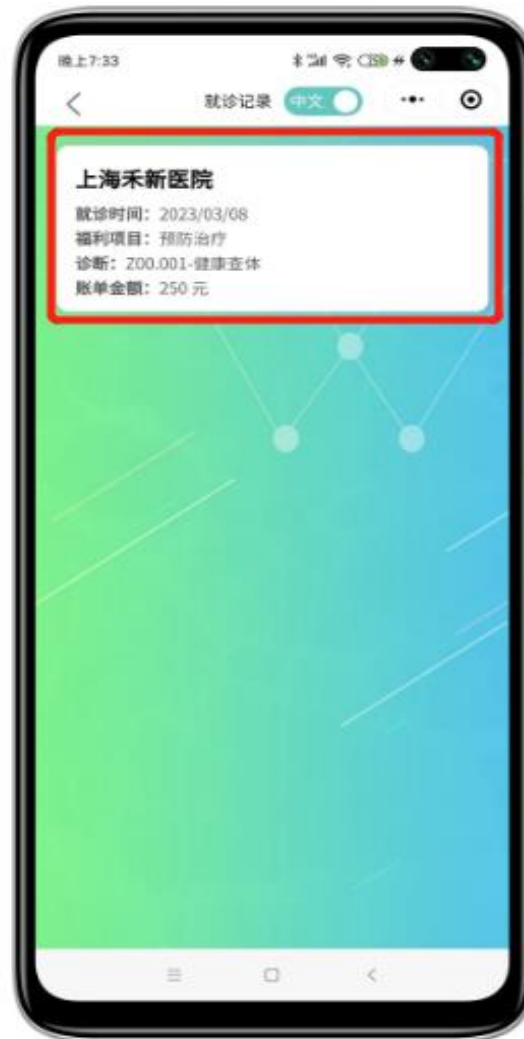 晚上7:33
就诊记录 中文
上海禾新医院
就诊时间：2023/03/08
福利项目：预防治疗
诊断：Z00.001-健康查体
账单金额：250 元